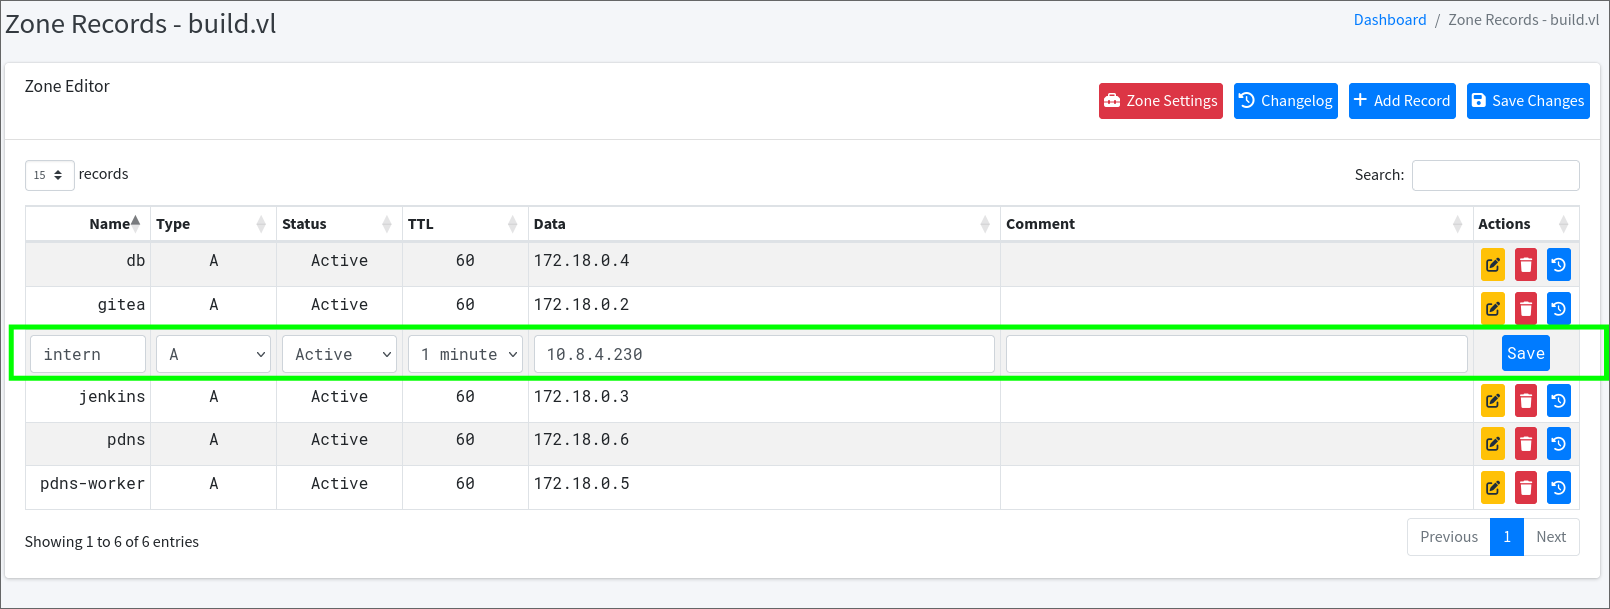 Zone Records - build.vl
Dashboard / Zone Records - build.vl
Zone Editor
Zone Settings Changelog Add Record Save Changes
15 records Search:
Name Type Status TTL Data Comment Actions
db A Active 60 172.18.0.4
gitea A Active 60 172.18.0.2
intern A Active 1 minute 10.8.4.230 Save
jenkins A Active 60 172.18.0.3
pdns A Active 60 172.18.0.6
pdns-worker A Active 60 172.18.0.5
Showing 1 to 6 of 6 entries
Previous 1 Next